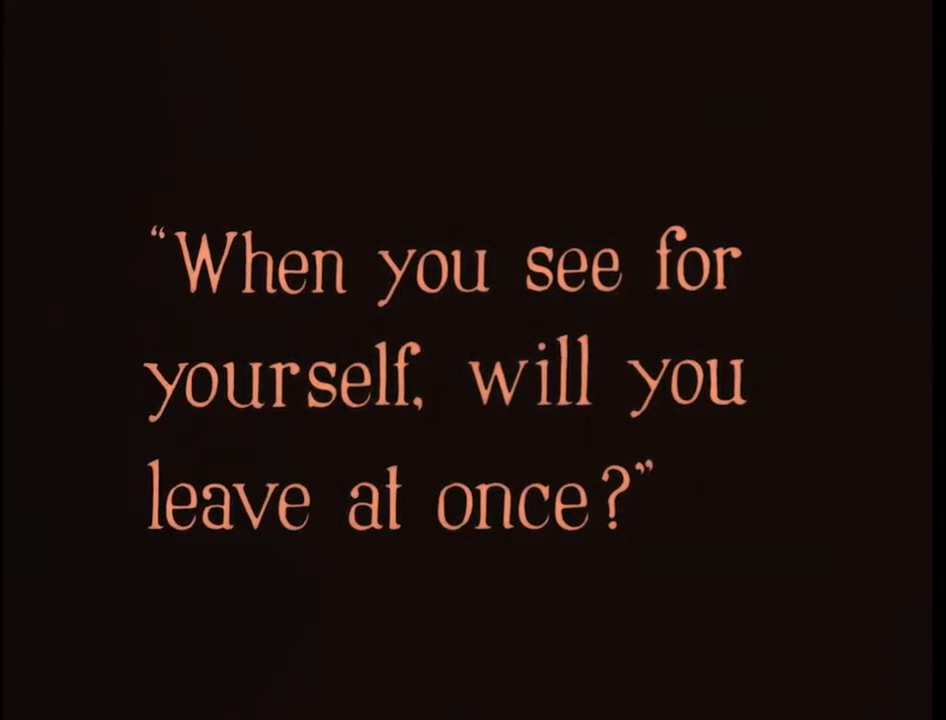 “When you see for
yourself, will you
leave at once?”